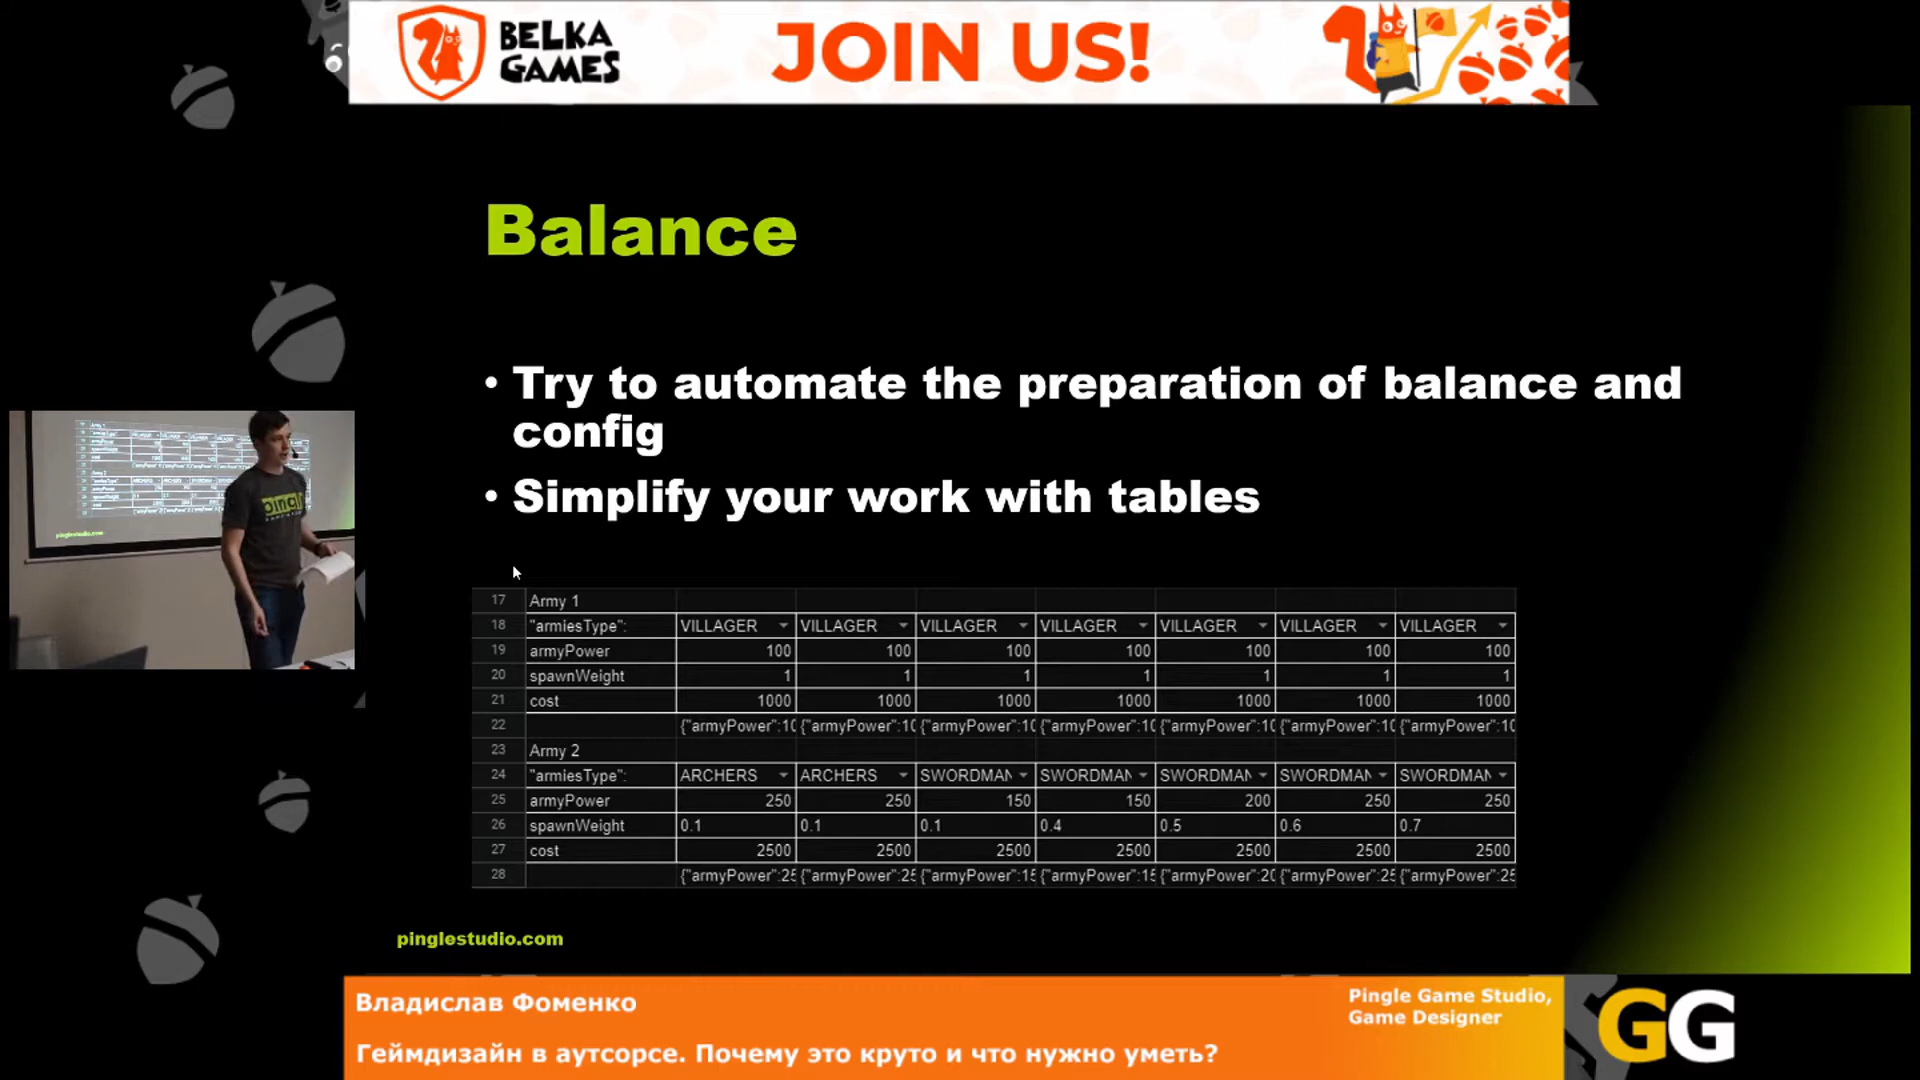 BELKA
GAMES
JOIN US!
Balance
• Try to automate the preparation of balance and
config
• Simplify your work with tables
17 Army 1
18 "armiesType": VILLAGER VILLAGER VILLAGER VILLAGER VILLAGER VILLAGER VILLAGER
19 armyPower 100 100 100 100 100 100 100
20 spawnWeight 1 1 1 1 1 1 1
21 cost 1000 1000 1000 1000 1000 1000 1000
22 {"armyPower":10 {"armyPower":10 {"armyPower":10 {"armyPower":10 {"armyPower":10 {"armyPower":10 {"armyPower":10
23 Army 2
24 "armiesType": ARCHERS ARCHERS SWORDMAN SWORDMAN SWORDMAN SWORDMAN SWORDMAN
25 armyPower 250 250 150 150 200 250 250
26 spawnWeight 0.1 0.1 0.1 0.4 0.5 0.6 0.7
27 cost 2500 2500 2500 2500 2500 2500 2500
28 {"armyPower":25 {"armyPower":25 {"armyPower":15 {"armyPower":15 {"armyPower":20 {"armyPower":25 {"armyPower":25
pinglestudio.com
Владислав Фоменко
Pingle Game Studio,
Game Designer
Геймдизайн в аутсорсе. Почему это круто и что нужно уметь?
GG